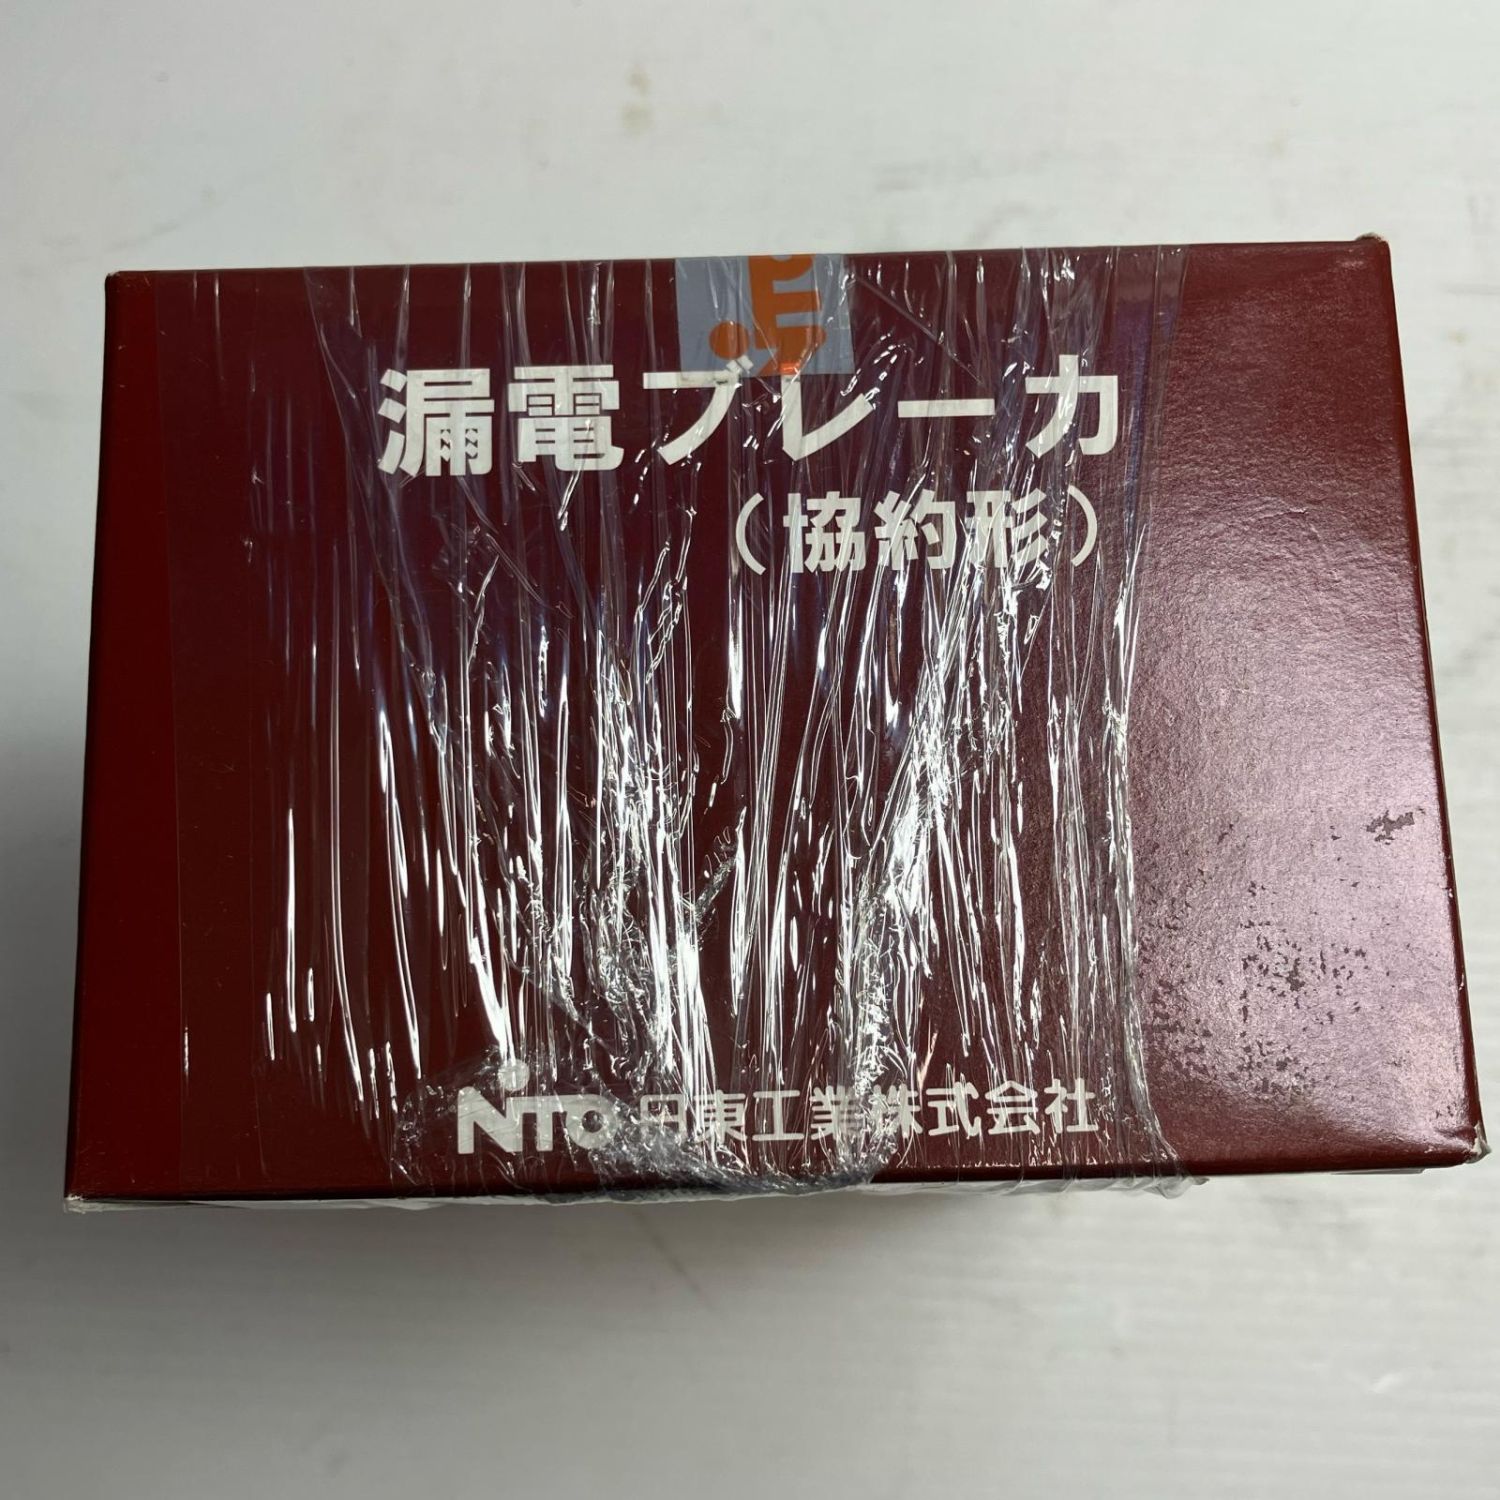 漏電ブレーカ
（協約形）
NITO 日東工業株式会社